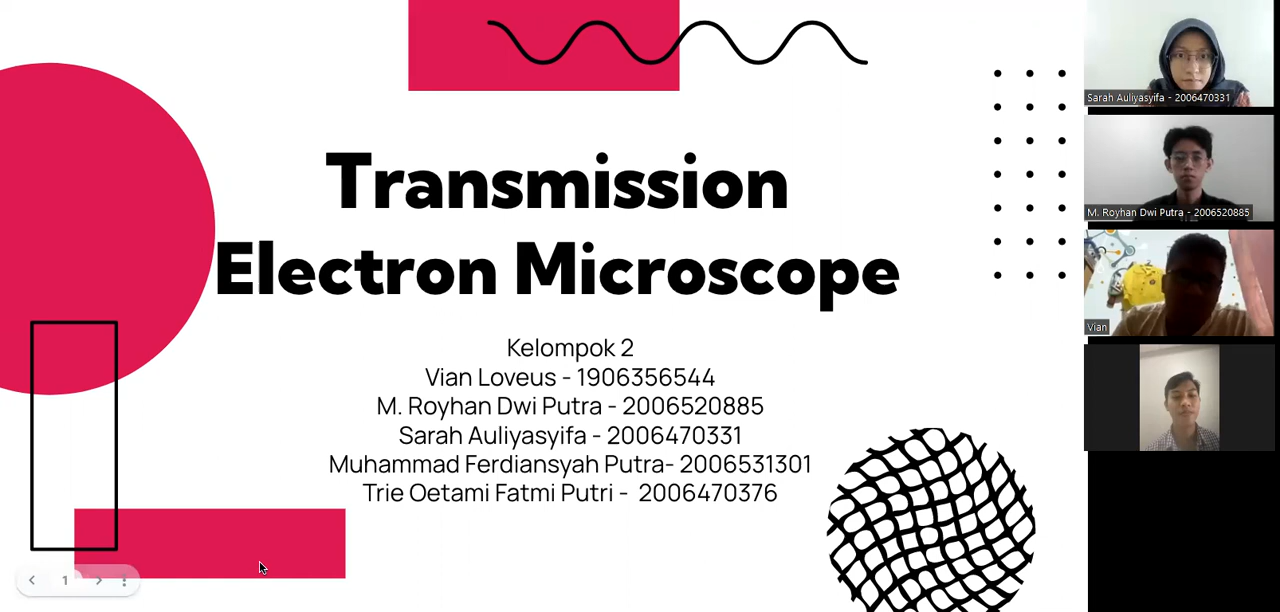 Transmission
Electron Microscope
Kelompok 2
Vian Loveus - 1906356544
M. Royhan Dwi Putra - 2006520885
Sarah Auliyasyifa - 2006470331
Muhammad Ferdiansyah Putra- 2006531301
Trie Oetami Fatmi Putri -  2006470376
1
Sarah Auliyasyifa - 2006470331
M. Royhan Dwi Putra - 2006520885
Vian